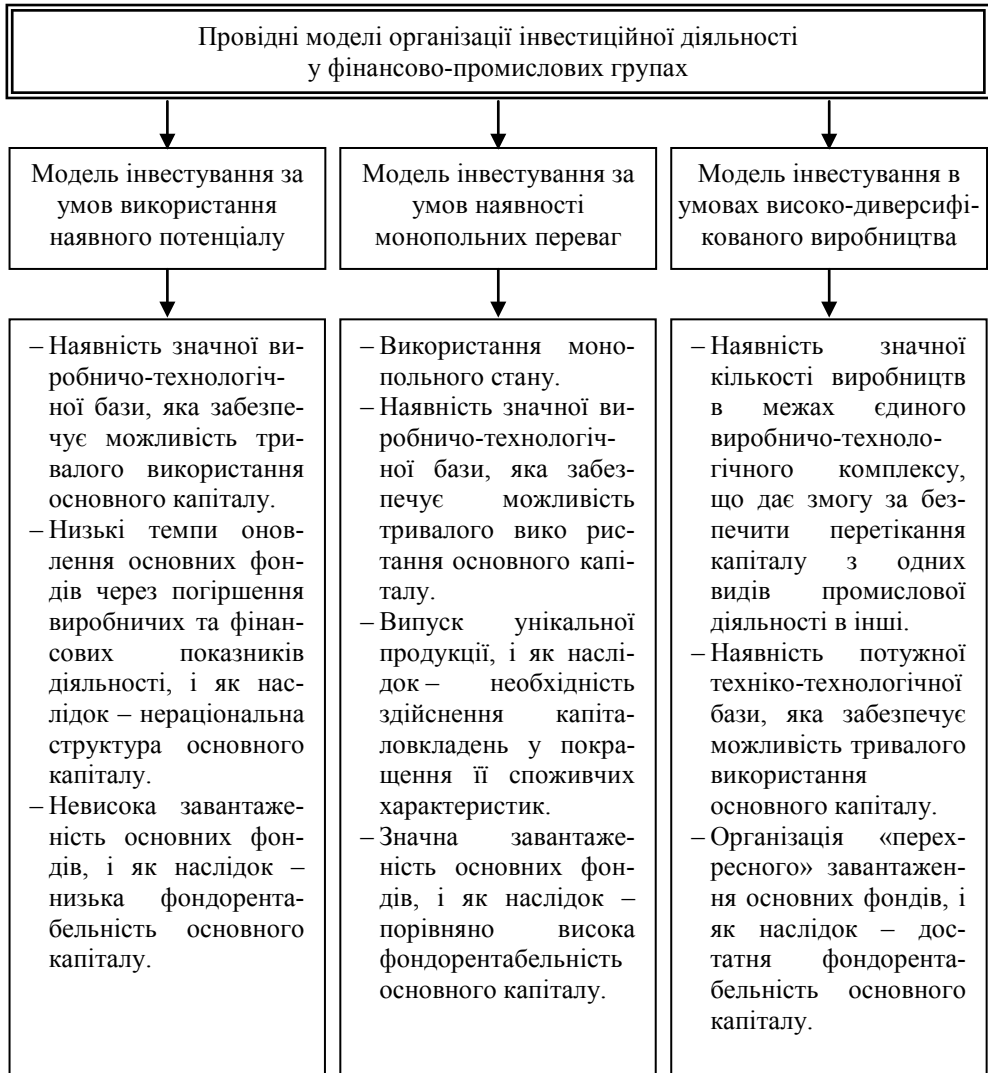 Провідні моделі організації інвестиційної діяльності
у фінансово-промислових групах
Модель інвестування за
умов використання
наявного потенціалу
Модель інвестування за
умов наявності
монопольних переваг
Модель інвестування в
умовах високо-диверсифі-
кованого виробництва
– Наявність значної ви-
робничо-технологіч-
ної бази, яка забезпе-
чує можливість три-
валого використання
основного капіталу.
– Низькі темпи онов-
лення основних фон-
дів через погіршення
виробничих та фінан-
сових показників
діяльності, і як нас-
лідок – нераціональна
структура основного
капіталу.
– Невисока завантаже-
ність основних фон-
дів, і як наслідок –
низька фондорента-
бельність основного
капіталу.
– Використання моно-
польного стану.
– Наявність значної ви-
робничо-технологіч-
ної бази, яка забез-
печує можливість
тривалого вико ристання
стання основного капі-
талу.
– Випуск унікальної
продукції, і як наслі-
док – необхідність
здійснення капіта-
ловкладень у покра-
щення її споживчих
характеристик.
– Значна завантаже-
ність основних фон-
дів, і як наслідок –
порівняно висока
фондорентабельність
основного капіталу.
– Наявність значної
кількості виробництв
в межах єдиного
виробничо-техноло-
гічного комплексу,
що дає змогу за без-
печити перетікання
капіталу з одних
видів промислової
діяльності в інші.
– Наявність потужної
техніко-технологічної
бази, яка забезпечує
можливість тривалого
використання
основного капіталу.
– Організація «перех-
ресного» завантажен-
ня основних фондів, і
як наслідок – дос-
татня фондорента-
бельність основного
капіталу.